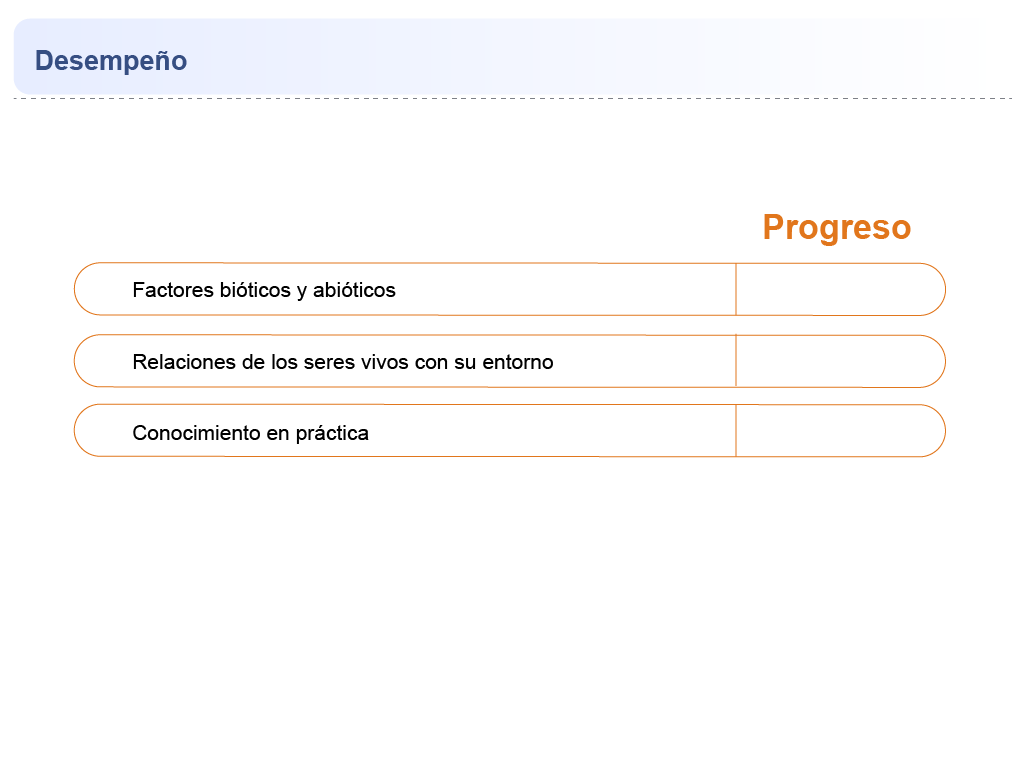 Desempeño
Progreso
Factores bióticos y abióticos
Relaciones de los seres vivos con su entorno
Conocimiento en práctica